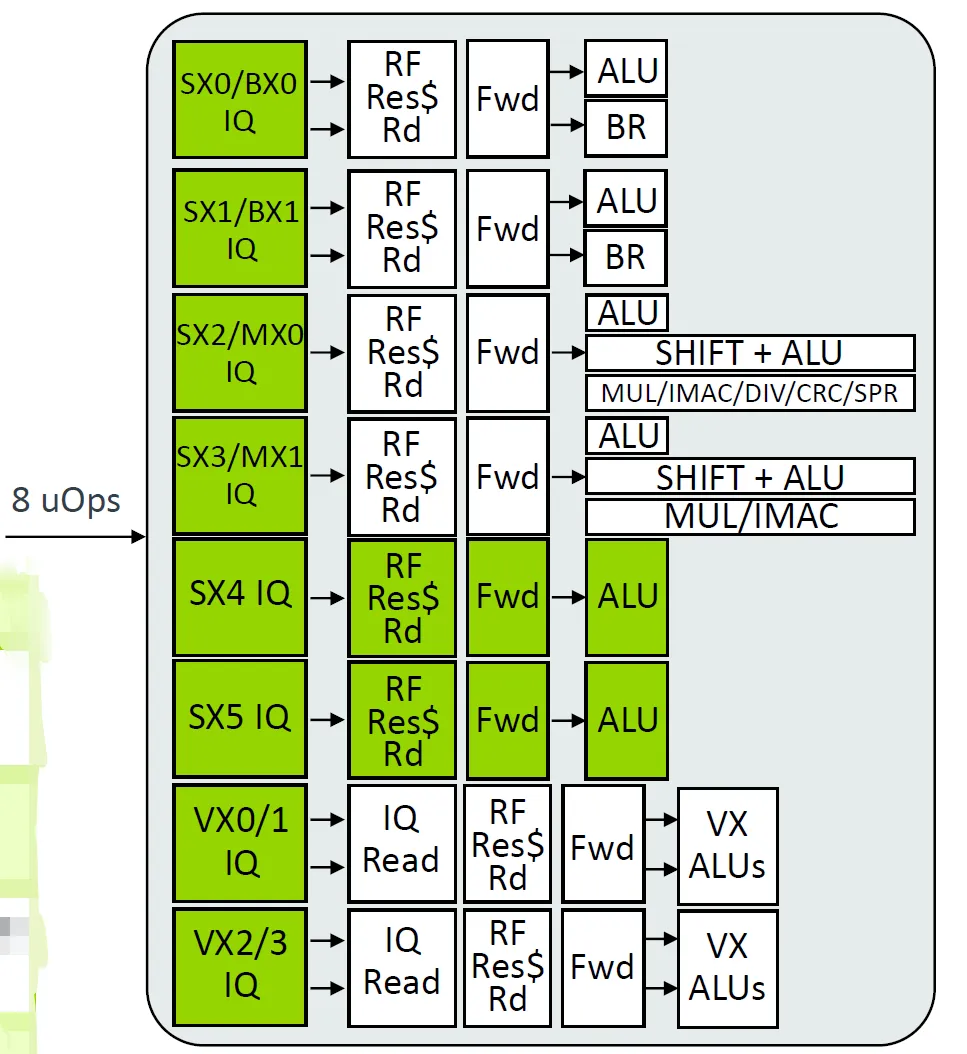 SX0/BX0
IQ
RF
Res$
Rd
Fwd
ALU
BR
SX1/BX1
IQ
RF
Res$
Rd
Fwd
ALU
BR
SX2/MX0
IQ
RF
Res$
Rd
Fwd
ALU
SHIFT + ALU
MUL/IMAC/DIV/CRC/SPR
SX3/MX1
IQ
RF
Res$
Rd
Fwd
ALU
SHIFT + ALU
MUL/IMAC
8 uOps
SX4 IQ
RF
Res$
Rd
Fwd
ALU
SX5 IQ
RF
Res$
Rd
Fwd
ALU
VX0/1
IQ
IQ
Read
RF
Res$
Rd
Fwd
VX
ALUs
VX2/3
IQ
IQ
Read
RF
Res$
Rd
Fwd
VX
ALUs